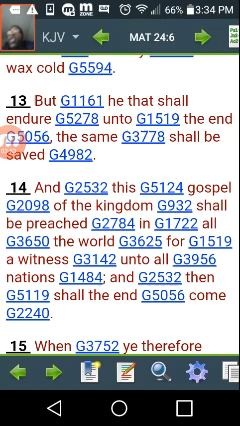 66% 3:34 PM
KJV MAT 24:6
wax cold G5594.
13 But G1161 he that shall
endure G5278 unto G1519 the end
G5056, the same G3778 shall be
saved G4982.
14 And G2532 this G5124 gospel
G2098 of the kingdom G932 shall
be preached G2784 in G1722 all
G3650 the world G3625 for G1519
a witness G3142 unto all G3956
nations G1484; and G2532 then
G5119 shall the end G5056 come
G2240.
15 When G3752 ye therefore